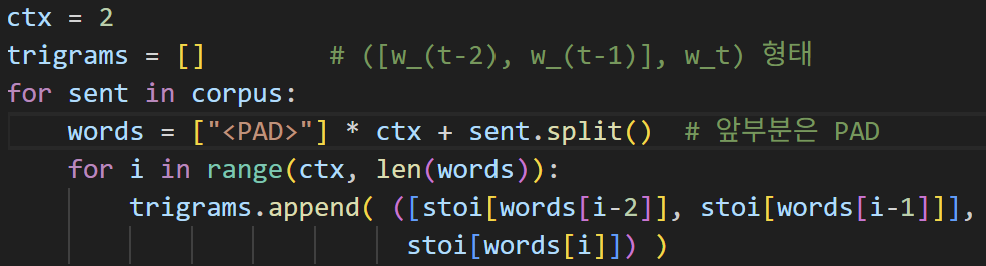 ctx = 2
trigrams = []        # ([w_(t-2), w_(t-1)], w_t) 형태
for sent in corpus:
    words = ["<PAD>"] * ctx + sent.split()  # 앞부분은 PAD
    for i in range(ctx, len(words)):
        trigrams.append( ([stoi[words[i-2]], stoi[words[i-1]]],
                          stoi[words[i]]) )